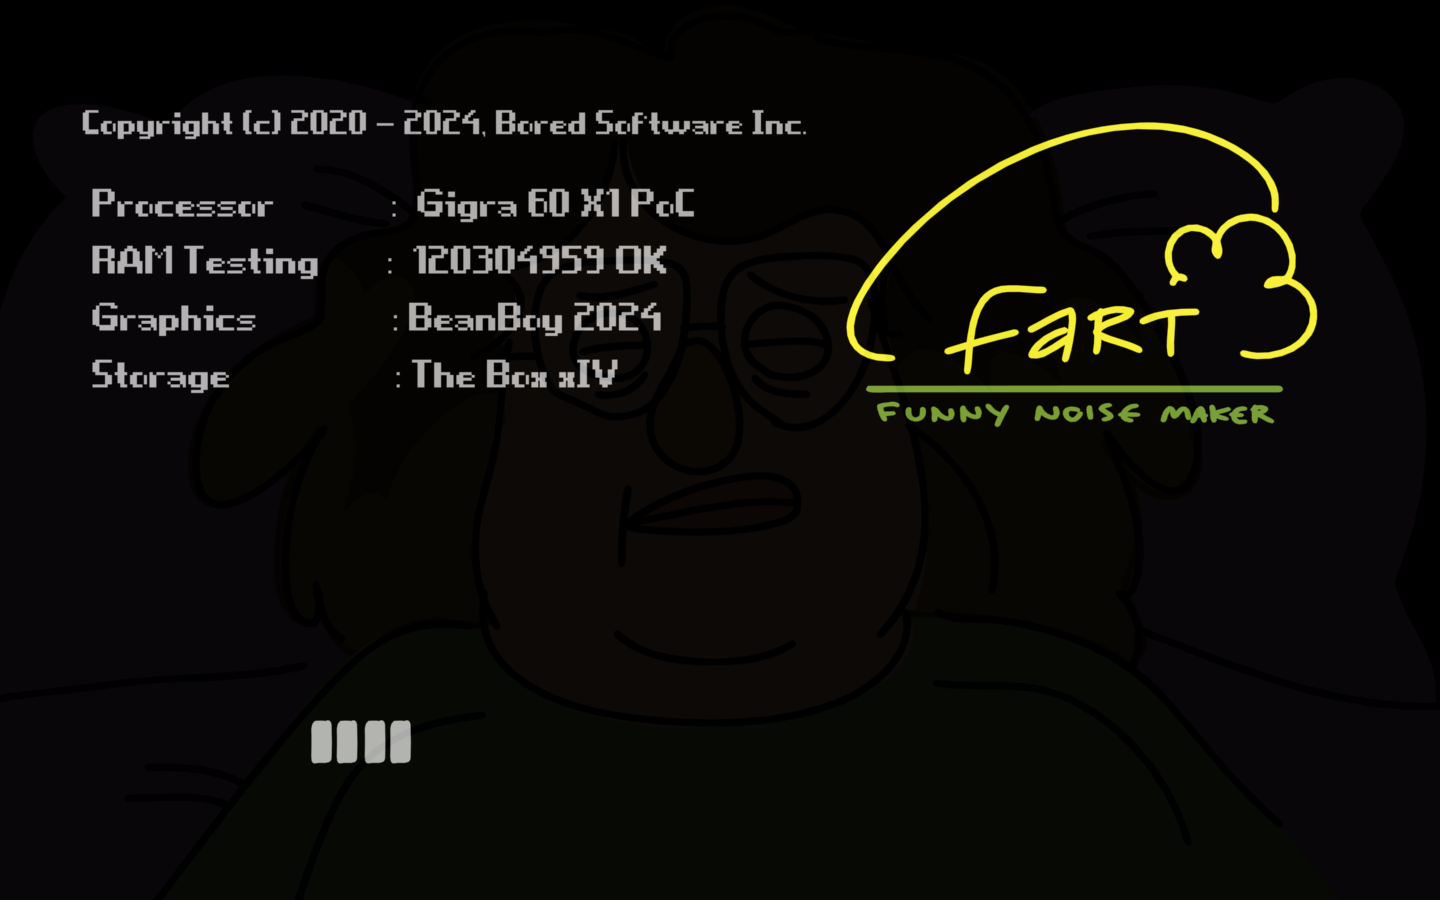 Copyright (c) 2020 - 2024, Bored Software Inc.
Processor : Gigra 60 X1 PoC
RAM Testing : 120304959 OK
Graphics : BeanBoy 2024
Storage : The Box xIV
FART
FUNNY NOISE MAKER